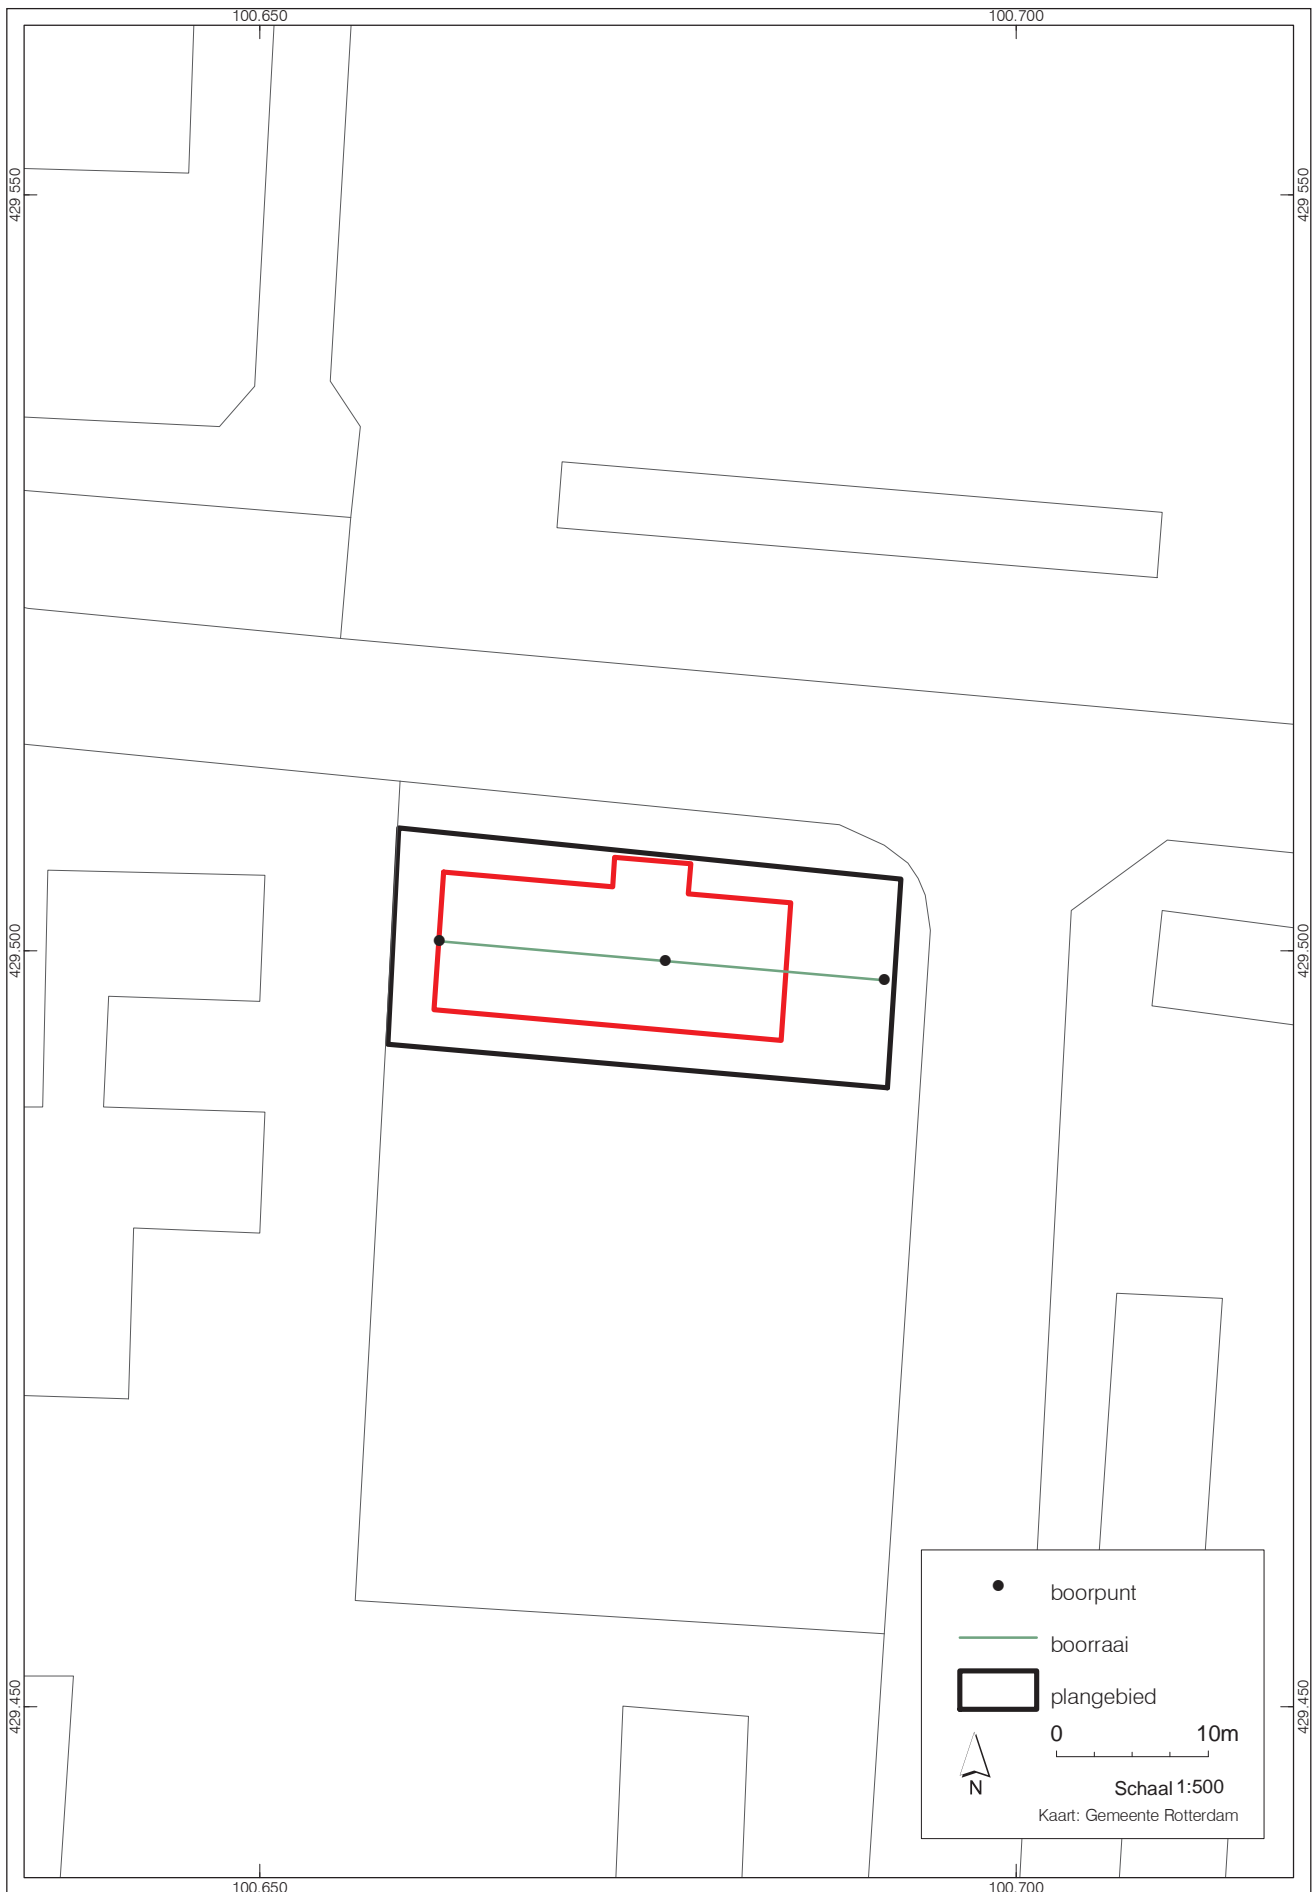 100.650
100.700
429 550
429 550
429.500
429.500
boorpunt
boorraai
plangebied
0 10m
N
Schaal 1:500
Kaart: Gemeente Rotterdam
429.450
429.450
100.650
100.700